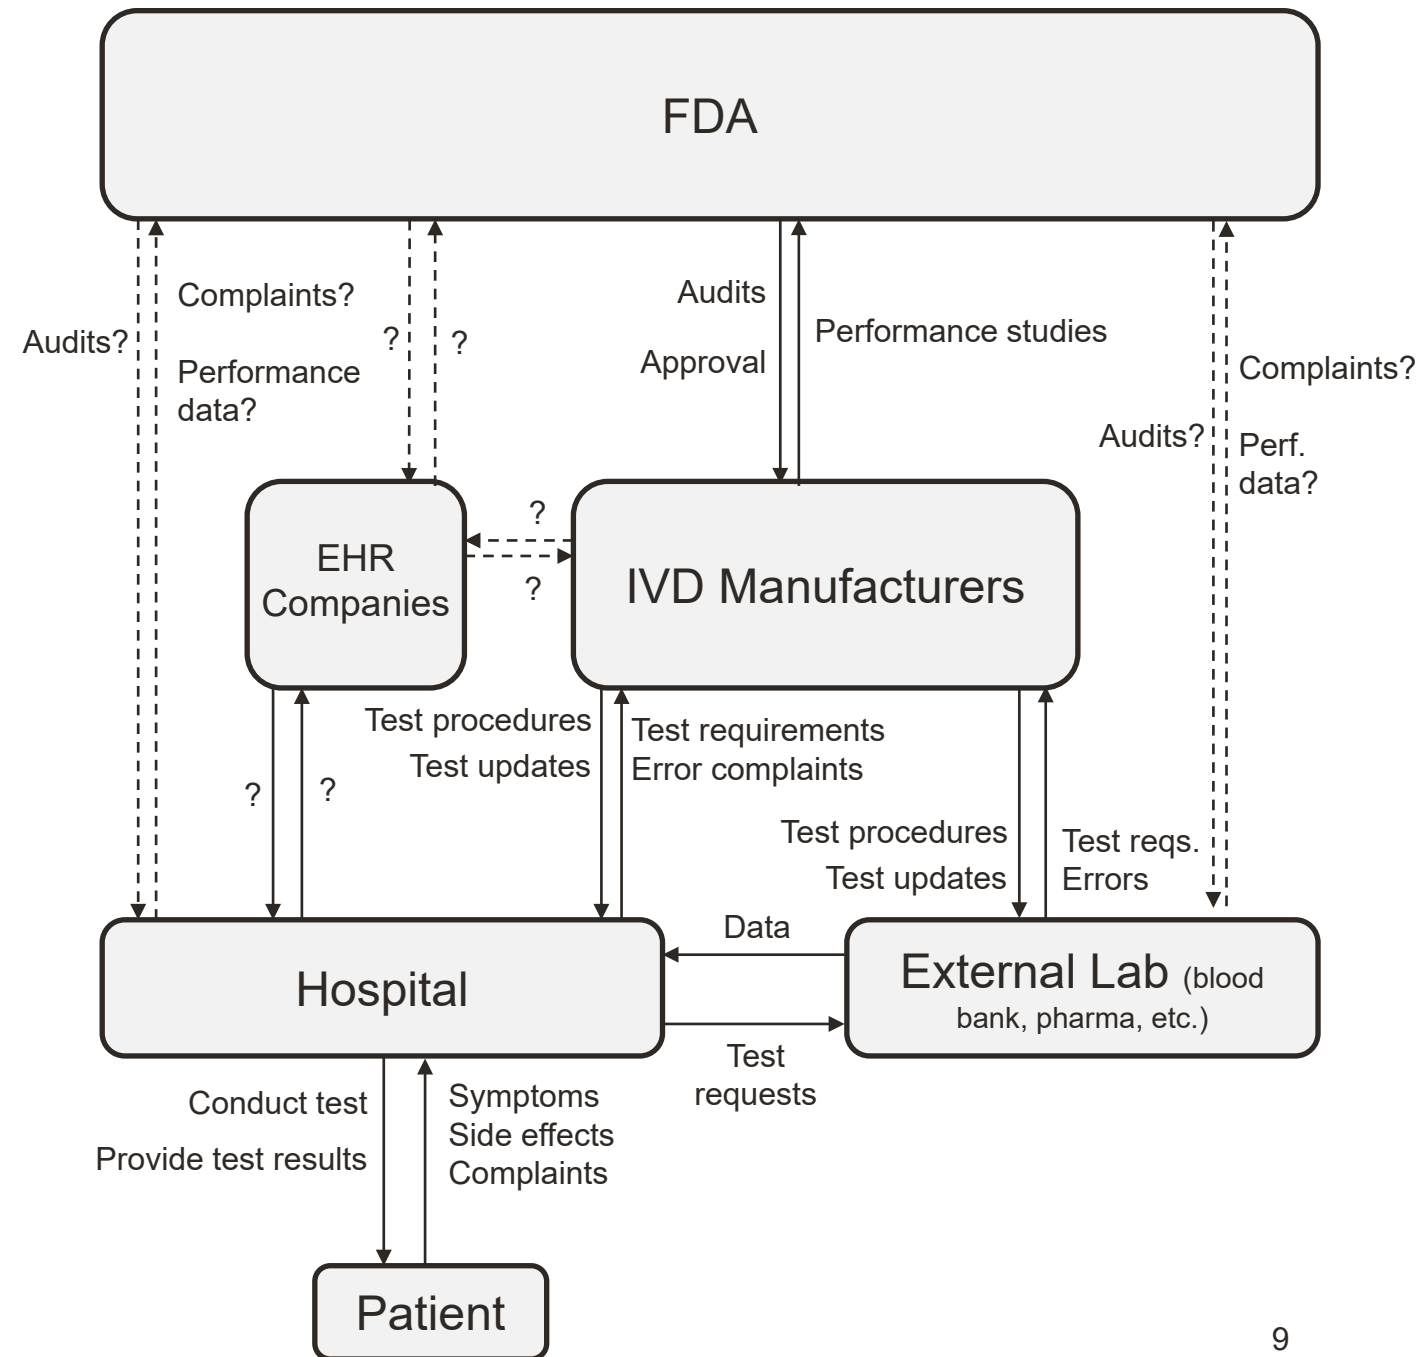 FDA
Audits?
Complaints?
Performance
data?
?
?
Audits
Approval
Performance studies
Audits?
Complaints?
Perf.
data?
EHR
Companies
?
?
IVD Manufacturers
?
?
Test procedures
Test updates
Test requirements
Error complaints
Test procedures
Test updates
Test reqs.
Errors
Hospital
Data
Test
requests
External Lab (blood
bank, pharma, etc.)
Conduct test
Provide test results
Symptoms
Side effects
Complaints
Patient
9